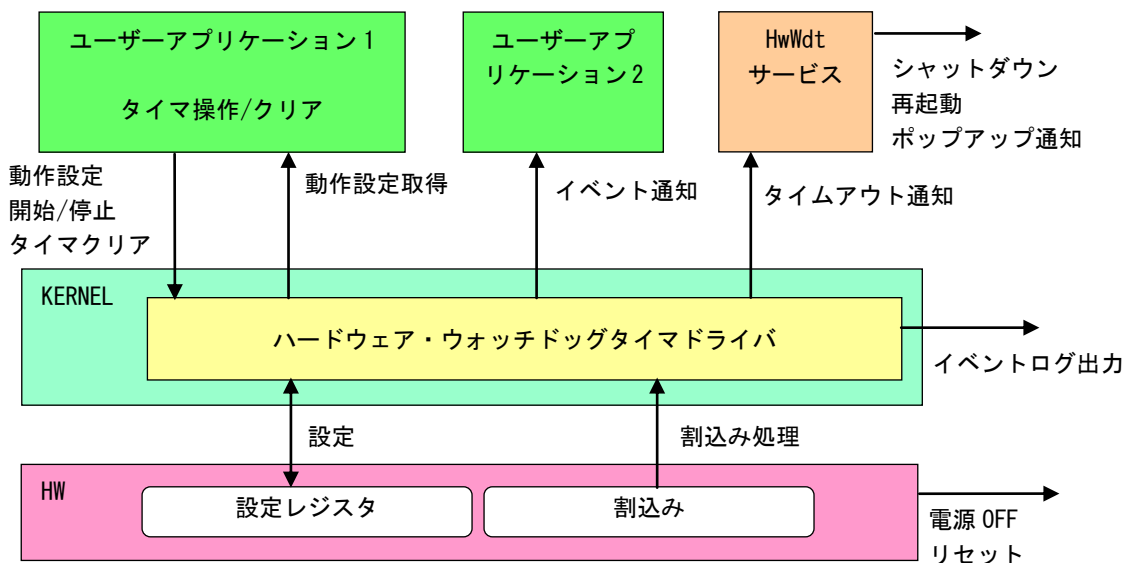 ユーザーアプリケーション1
タイマ操作/クリア
ユーザーアプ
リケーション2
HwWdt
サービス
シャットダウン
再起動
ポップアップ通知
動作設定
開始/停止
タイマクリア
動作設定取得
イベント通知
タイムアウト通知
KERNEL
ハードウェア・ウォッチドッグタイマドライバ
イベントログ出力
設定
割込み処理
HW
設定レジスタ
割込み
電源 OFF
リセット